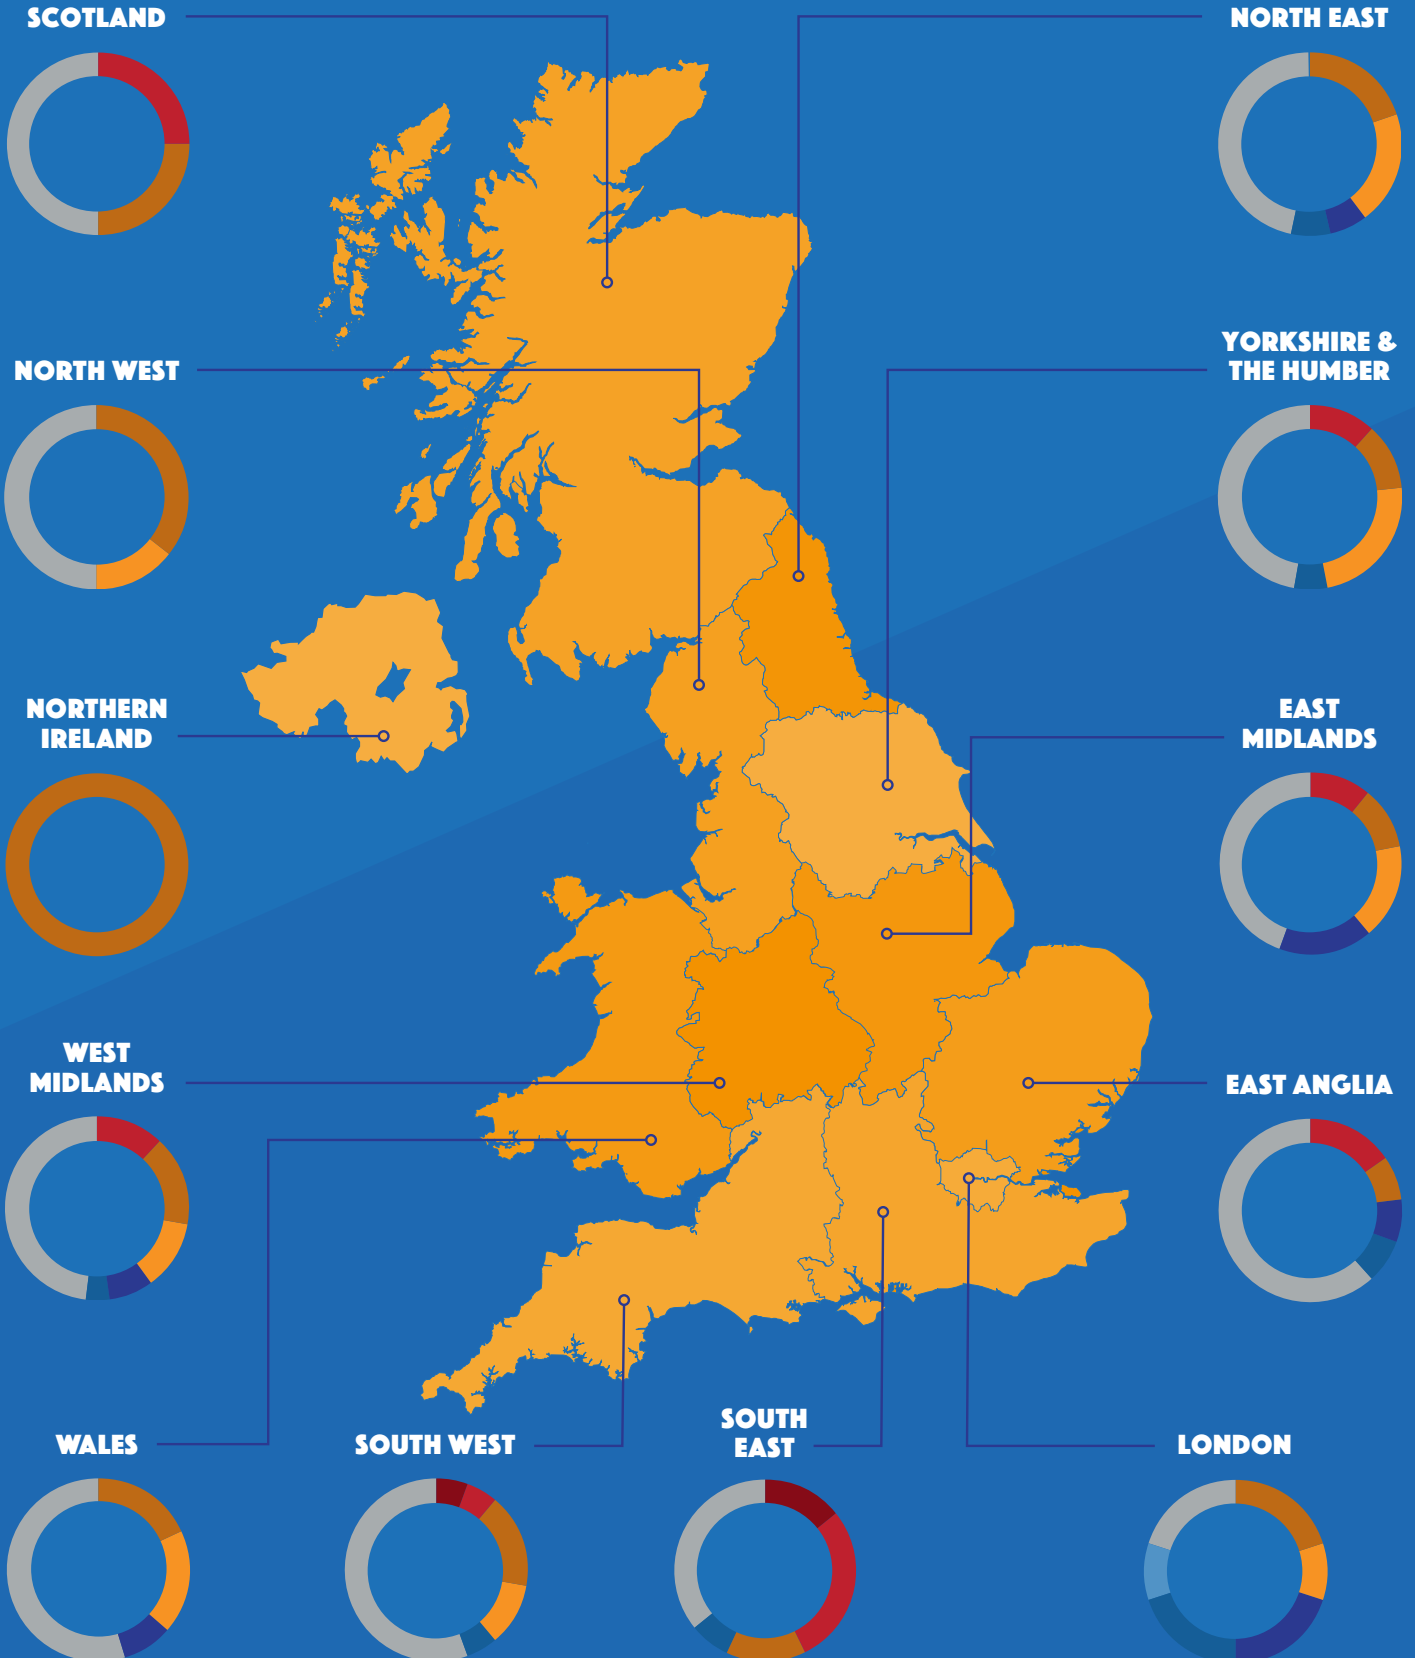 SCOTLAND
NORTH EAST
NORTH WEST
YORKSHIRE &
THE HUMBER
NORTHERN
IRELAND
EAST
MIDLANDS
WEST
MIDLANDS
EAST ANGLIA
WALES
SOUTH WEST
SOUTH
EAST
LONDON